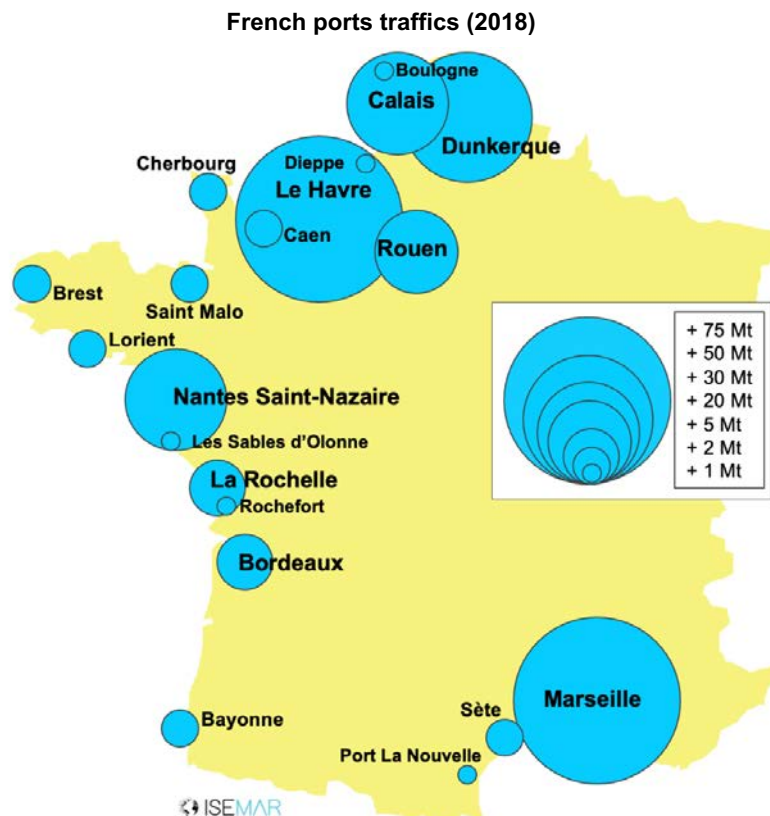 French ports traffics (2018)
Boulogne
Calais
Dunkerque
Cherbourg
Dieppe
Le Havre
Caen
Rouen
Brest
Saint Malo
Lorient
Nantes Saint-Nazaire
Les Sables d'Olonne
La Rochelle
Rochefort
Bordeaux
+ 75 Mt
+ 50 Mt
+ 30 Mt
+ 20 Mt
+ 5 Mt
+ 2 Mt
+ 1 Mt
Marseille
Sète
Bayonne
Port La Nouvelle
ISEMAR